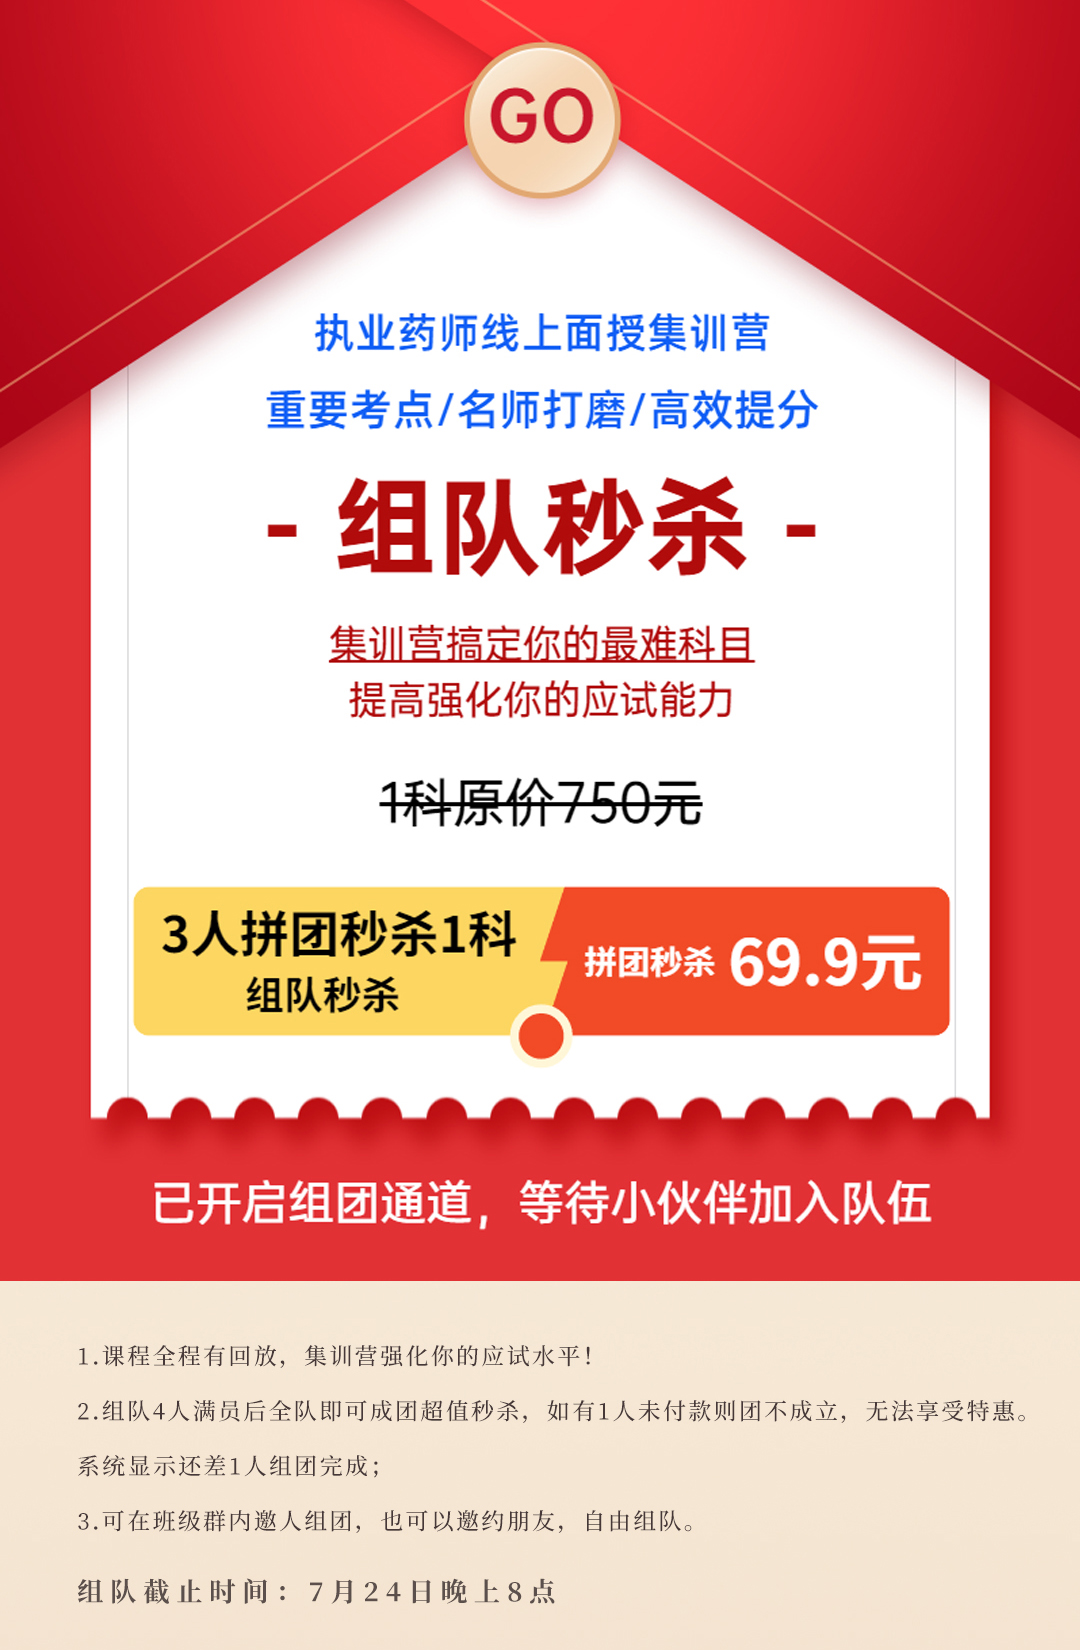 GO
执业药师线上面授集训营
重要考点/名师打磨/高效提分
- 组队秒杀 -
集训营搞定你的最难科目
提高强化你的应试能力
1科原价750元
3人拼团秒杀1科
组队秒杀
拼团秒杀 69.9元
已开启组团通道，等待小伙伴加入队伍
1.课程全程有回放，集训营强化你的应试水平！
2.组队4人满员后全队即可成团超值秒杀，如有1人未付款则团不成立，无法享受特惠。
系统显示还差1人组团完成；
3.可在班级群内邀人组团，也可以邀约朋友，自由组队。
组队截止时间：7月24日晚上8点